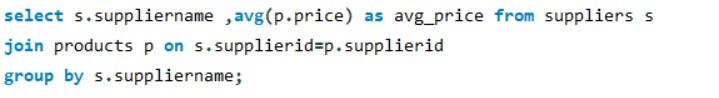 select s.suppliername ,avg(p.price) as avg_price from suppliers s
join products p on s.supplierid=p.supplierid
group by s.suppliername;